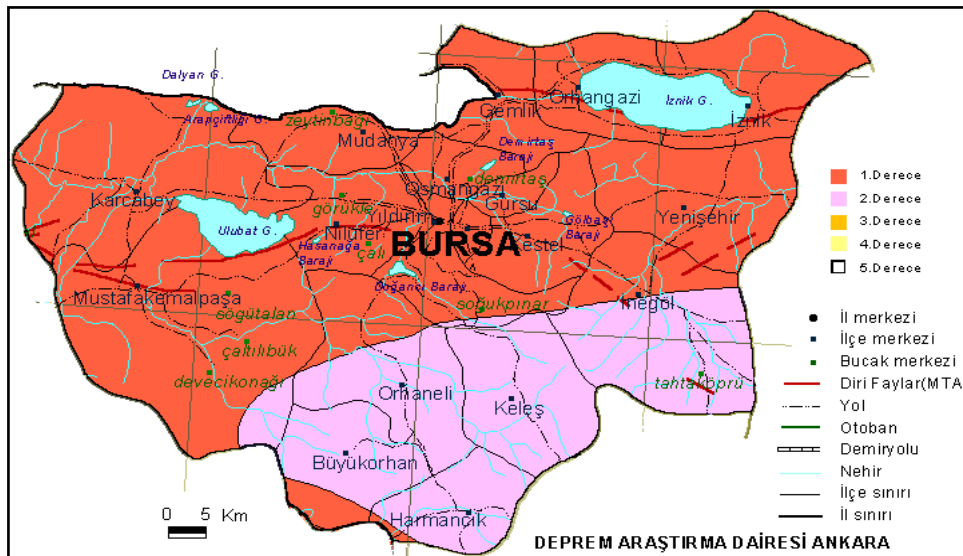 Dalyan G.
Arapçiftliği G.
zeytinbağı
Mudanya
Gemlik
Orhangazi
İznik G.
İznik
Demirtaş
Barajı
demirtaş
Osmangazi
Gürsu
Karcabey
görükle
Yıldırım
Nilüfer
Ulubat G.
Hasanağa
Barajı
çalı
BURSA
Kestel
Gölbaşı
Barajı
Yenişehir
Doğancı Barajı
Mustafakemalpaşa
söğütalan
soğukpınar
İnegöl
çaltılıbük
devecikonağı
tahtaköprü
Orhaneli
Keleş
Büyükorhan
Harmancık
0 5 Km
1.Derece
2.Derece
3.Derece
4.Derece
5.Derece
İl merkezi
İlçe merkezi
Bucak merkezi
Diri Faylar(MTA
Yol
Otoban
Demiryolu
Nehir
İlçe sınırı
İl sınırı
DEPREM ARAŞTIRMA DAİRESİ ANKARA